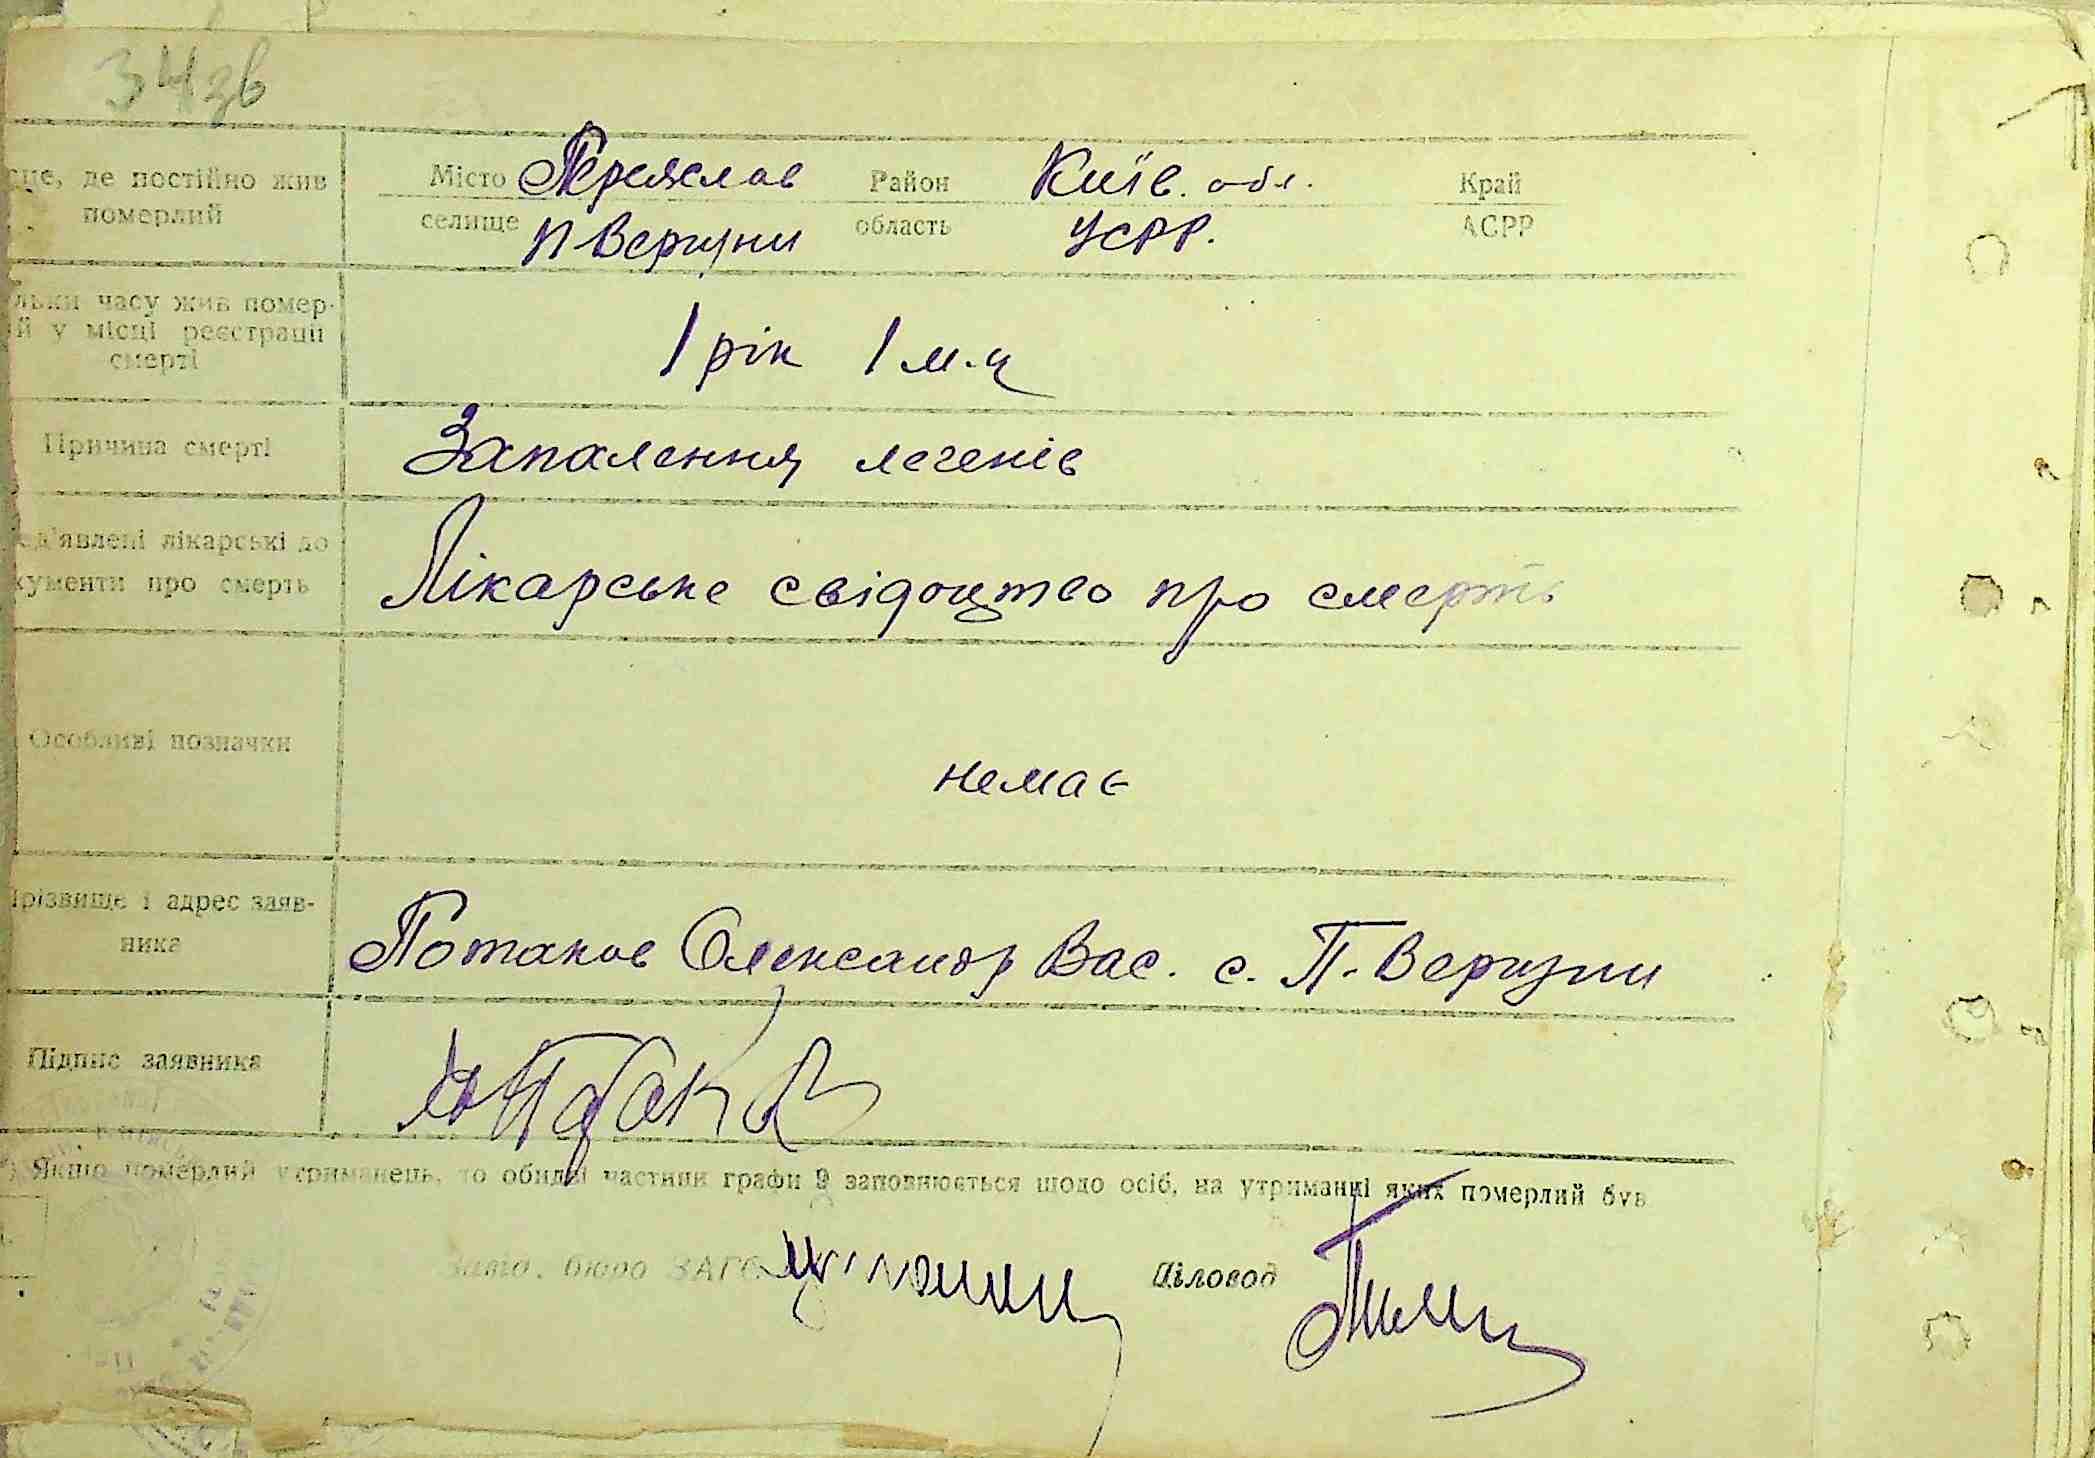 34зв
це, де постійно жив
померлий
Місто Переяслав Район Київ. обл. Край
селище П-Вергуни область УСРР. АСРР
льки часу жив помер-
й у місці реєстрації
смерті
1 рік 1 м-ц
Причина смерті
Запалення легенів
д'явлені лікарські до
кументи про смерть
Лікарське свідоцтво про смерть
Особливі позначки
немає
різвище і адрес заяв-
ника
Потапов Олександр Вас. с. П-Вергуни
Підпис заявника
Якщо померлий утриманець, то обидві частини графи 9 заповнюється щодо осіб, на утриманні яких померлий був
Завід. бюро ЗАГС Діловод